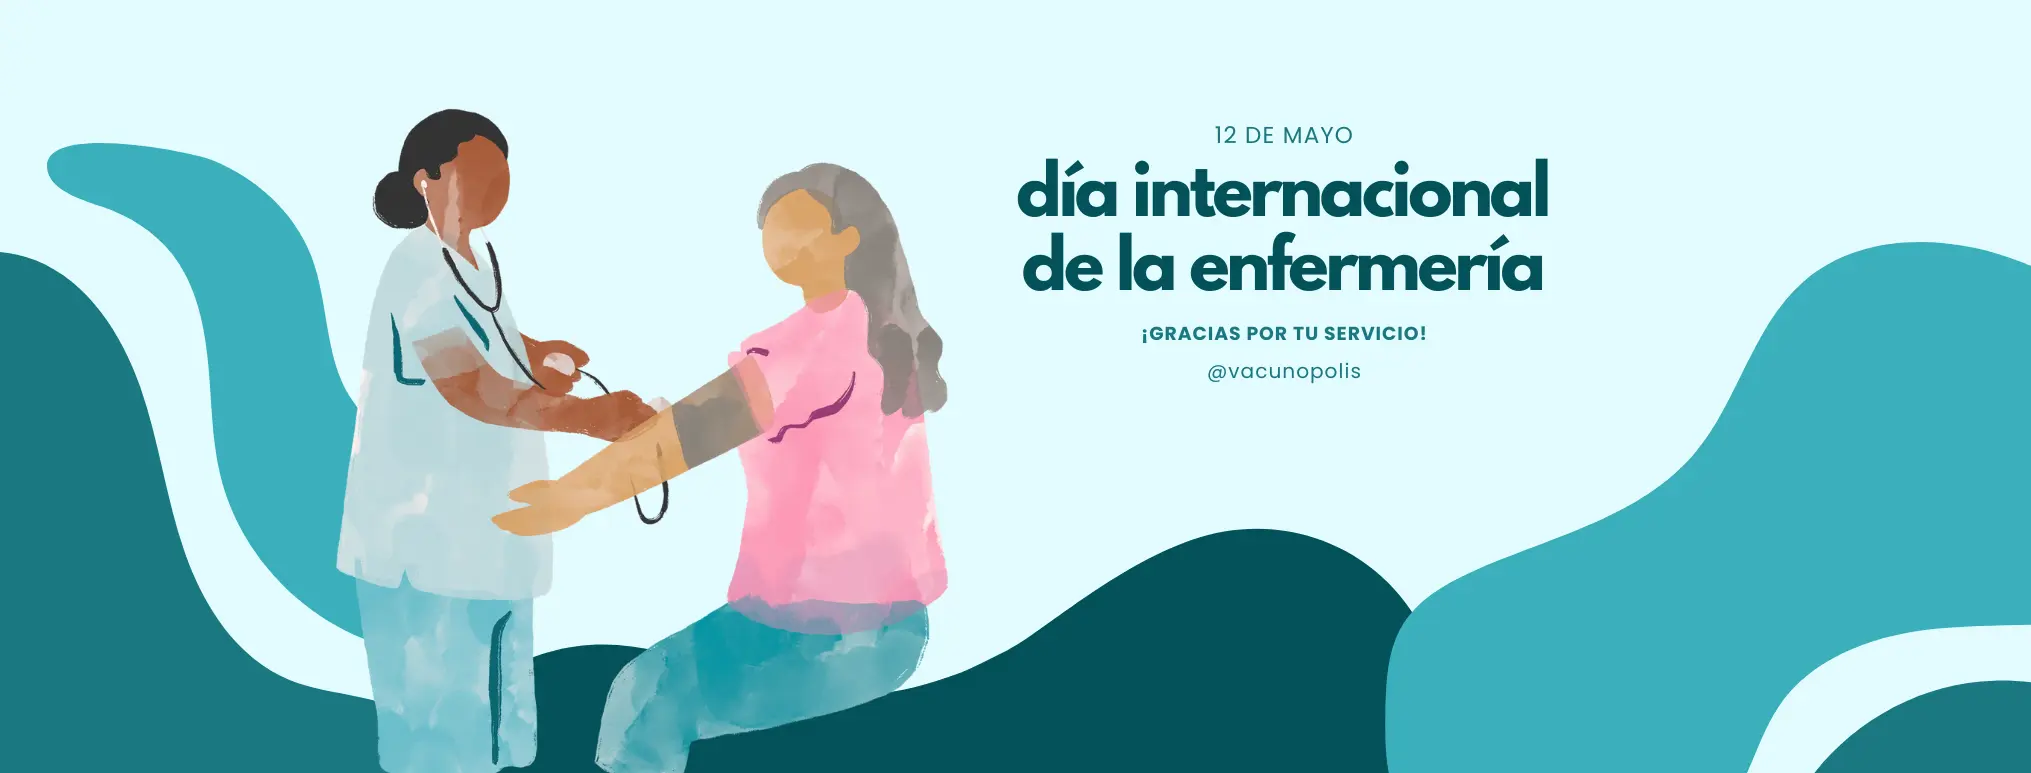 12 DE MAYO
día internacional
de la enfermería
¡GRACIAS POR TU SERVICIO!
@vacunopolis